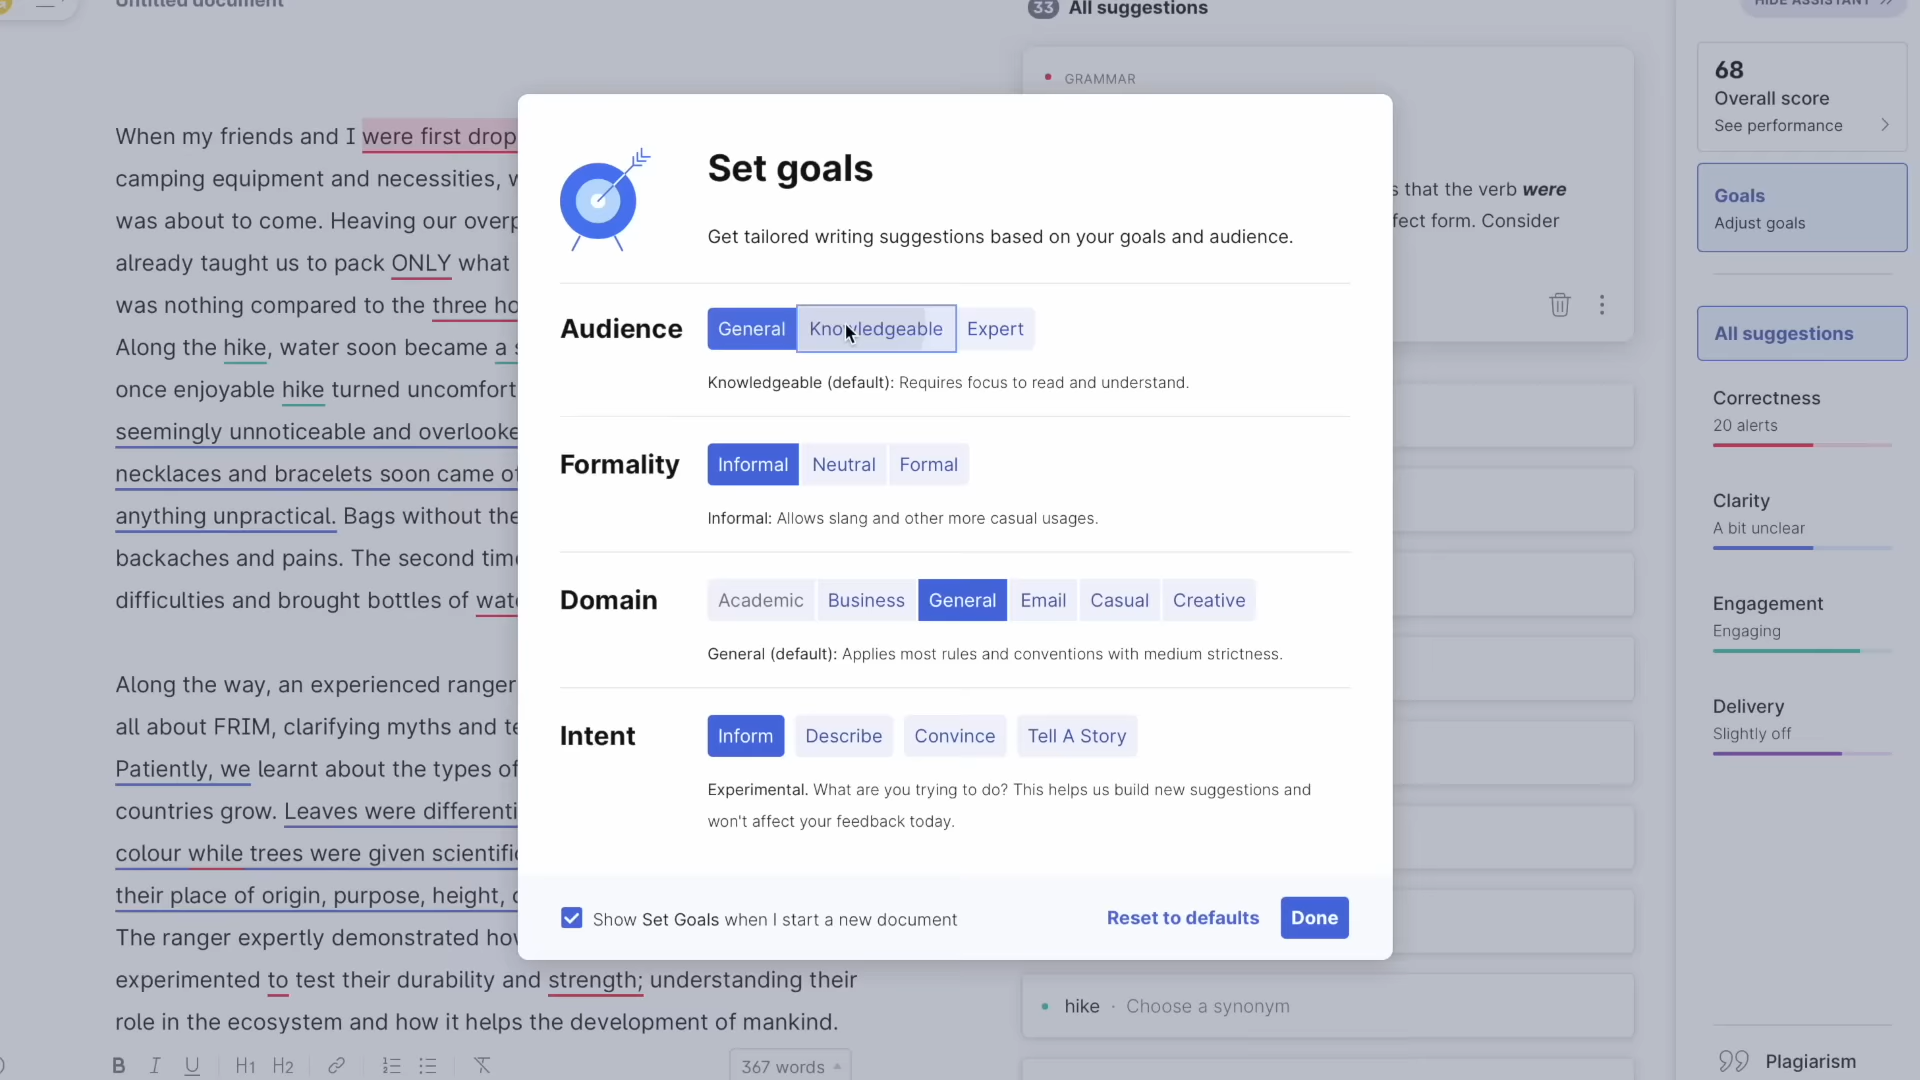 Untitled document
When my friends and I were first drop
camping equipment and necessities, w
was about to come. Heaving our overp
already taught us to pack ONLY what
was nothing compared to the three ho
Along the hike, water soon became a s
once enjoyable hike turned uncomfort
seemingly unnoticeable and overlooke
necklaces and bracelets soon came of
anything unpractical. Bags without the
backaches and pains. The second time
difficulties and brought bottles of wate
Along the way, an experienced ranger
all about FRIM, clarifying myths and te
Patiently, we learnt about the types of
countries grow. Leaves were differenti
colour while trees were given scientific
their place of origin, purpose, height, c
The ranger expertly demonstrated how
experimented to test their durability and strength; understanding their
role in the ecosystem and how it helps the development of mankind.
B I U H1 H2
367 words
Set goals
Get tailored writing suggestions based on your goals and audience.
Audience General Knowledgeable Expert
Knowledgeable (default): Requires focus to read and understand.
Formality Informal Neutral Formal
Informal: Allows slang and other more casual usages.
Domain Academic Business General Email Casual Creative
General (default): Applies most rules and conventions with medium strictness.
Intent Inform Describe Convince Tell A Story
Experimental. What are you trying to do? This helps us build new suggestions and
won't affect your feedback today.
Show Set Goals when I start a new document
Reset to defaults Done
33 All suggestions
GRAMMAR
s that the verb were
fect form. Consider
hike · Choose a synonym
HIDE ASSISTANT
68
Overall score
See performance
Goals
Adjust goals
All suggestions
Correctness
20 alerts
Clarity
A bit unclear
Engagement
Engaging
Delivery
Slightly off
Plagiarism